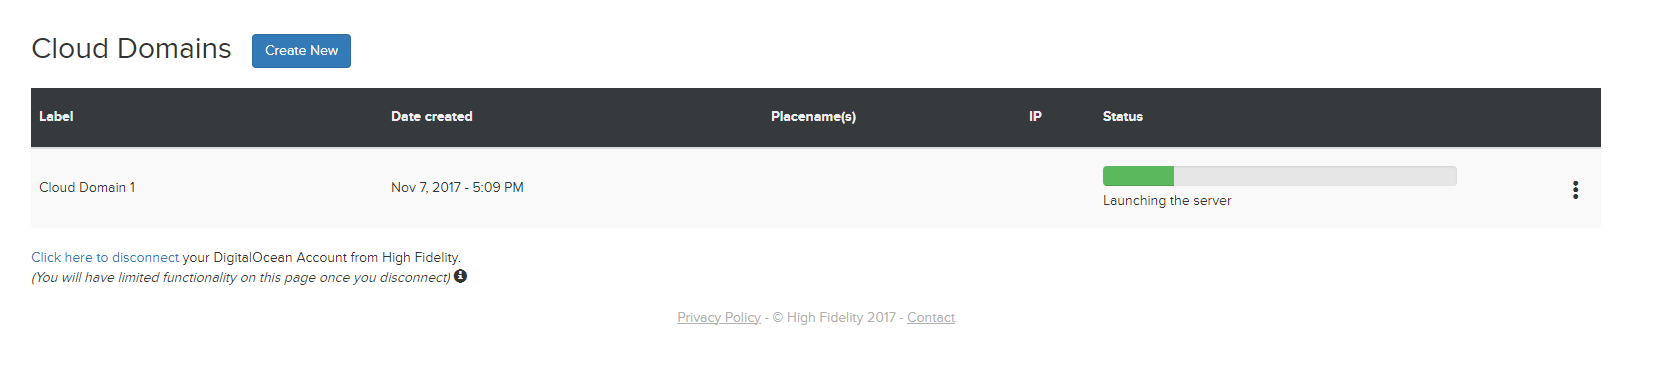 Cloud Domains Create New
Label Date created Placename(s) IP Status
Cloud Domain 1 Nov 7, 2017 - 5:09 PM
Launching the server
Click here to disconnect your DigitalOcean Account from High Fidelity.
(You will have limited functionality on this page once you disconnect)
Privacy Policy - © High Fidelity 2017 - Contact